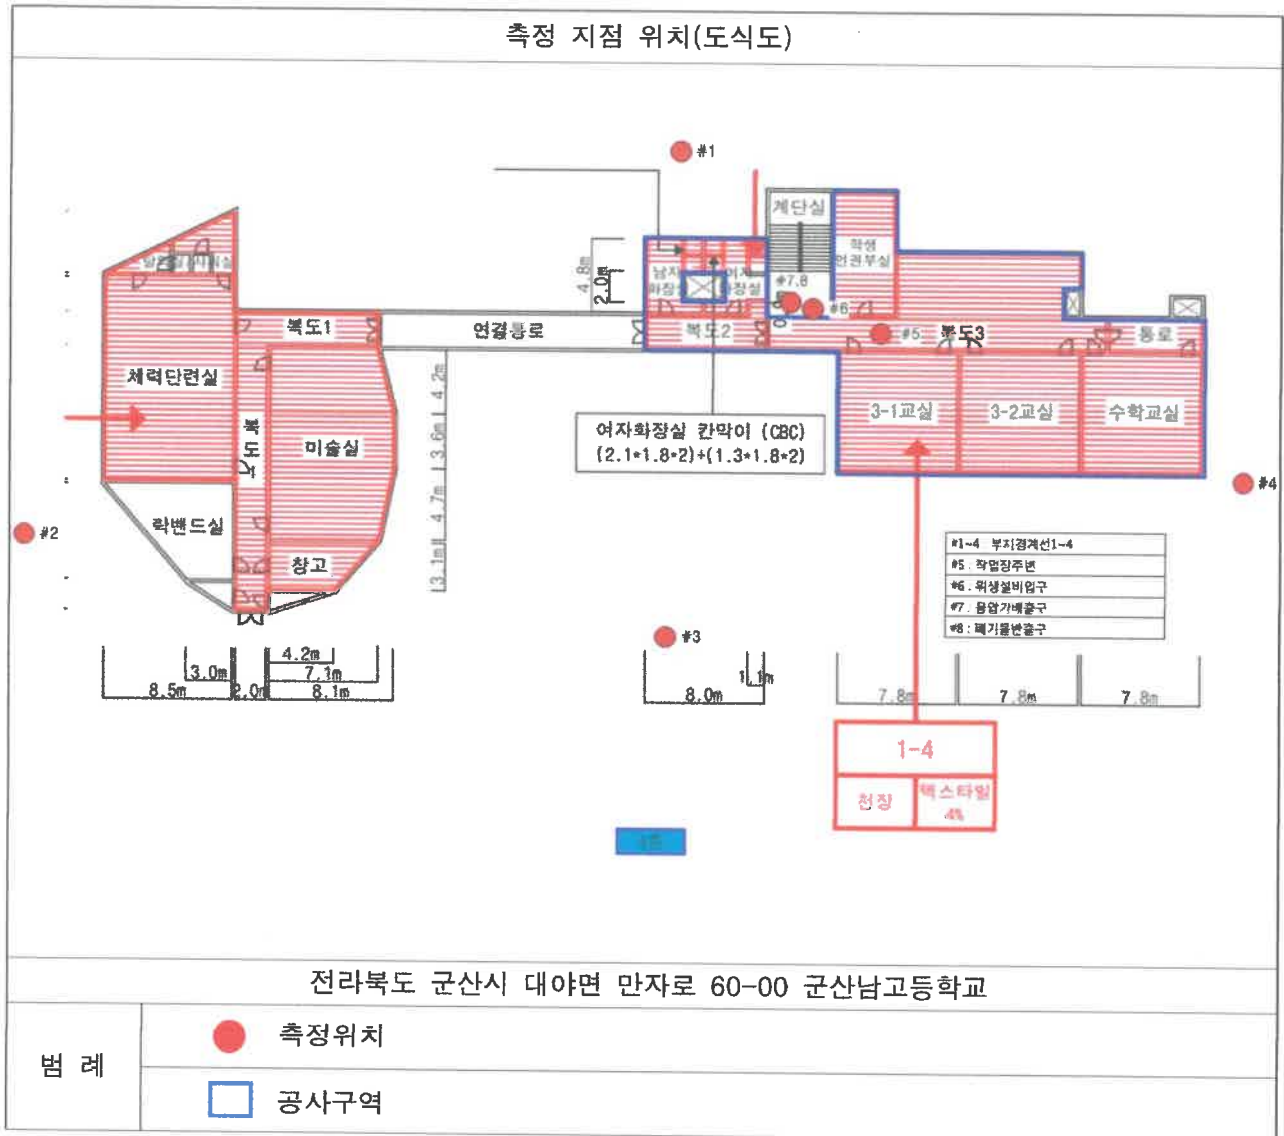 측정 지점 위치(도식도)
#1
계단실
학생
인권부실
4.8m
2.0m
남자
화장실
여자
화장실
#7.8
#6
복도1
연결통로
복도2
#5
복도3
통로
체력단련실
복도4
미술실
4.2m
3.6m
4.7m
3.1m
3-1교실
3-2교실
수학교실
여자화장실 칸막이 (CBC)
(2.1*1.8*2)+(1.3*1.8*2)
#4
#2
락밴드실
창고
#1~4 부지경계선1-4
#5 : 작업장주변
#6 : 위생설비입구
#7 : 음압기배출구
#8 : 폐기물반출구
#3
3.0m
4.2m
7.1m
8.5m
2.0m
8.1m
1.1m
8.0m
7.8m
7.8m
7.8m
1-4
천장
텍스타일
4%
전라북도 군산시 대야면 만자로 60-00 군산남고등학교
범 례
측정위치
공사구역